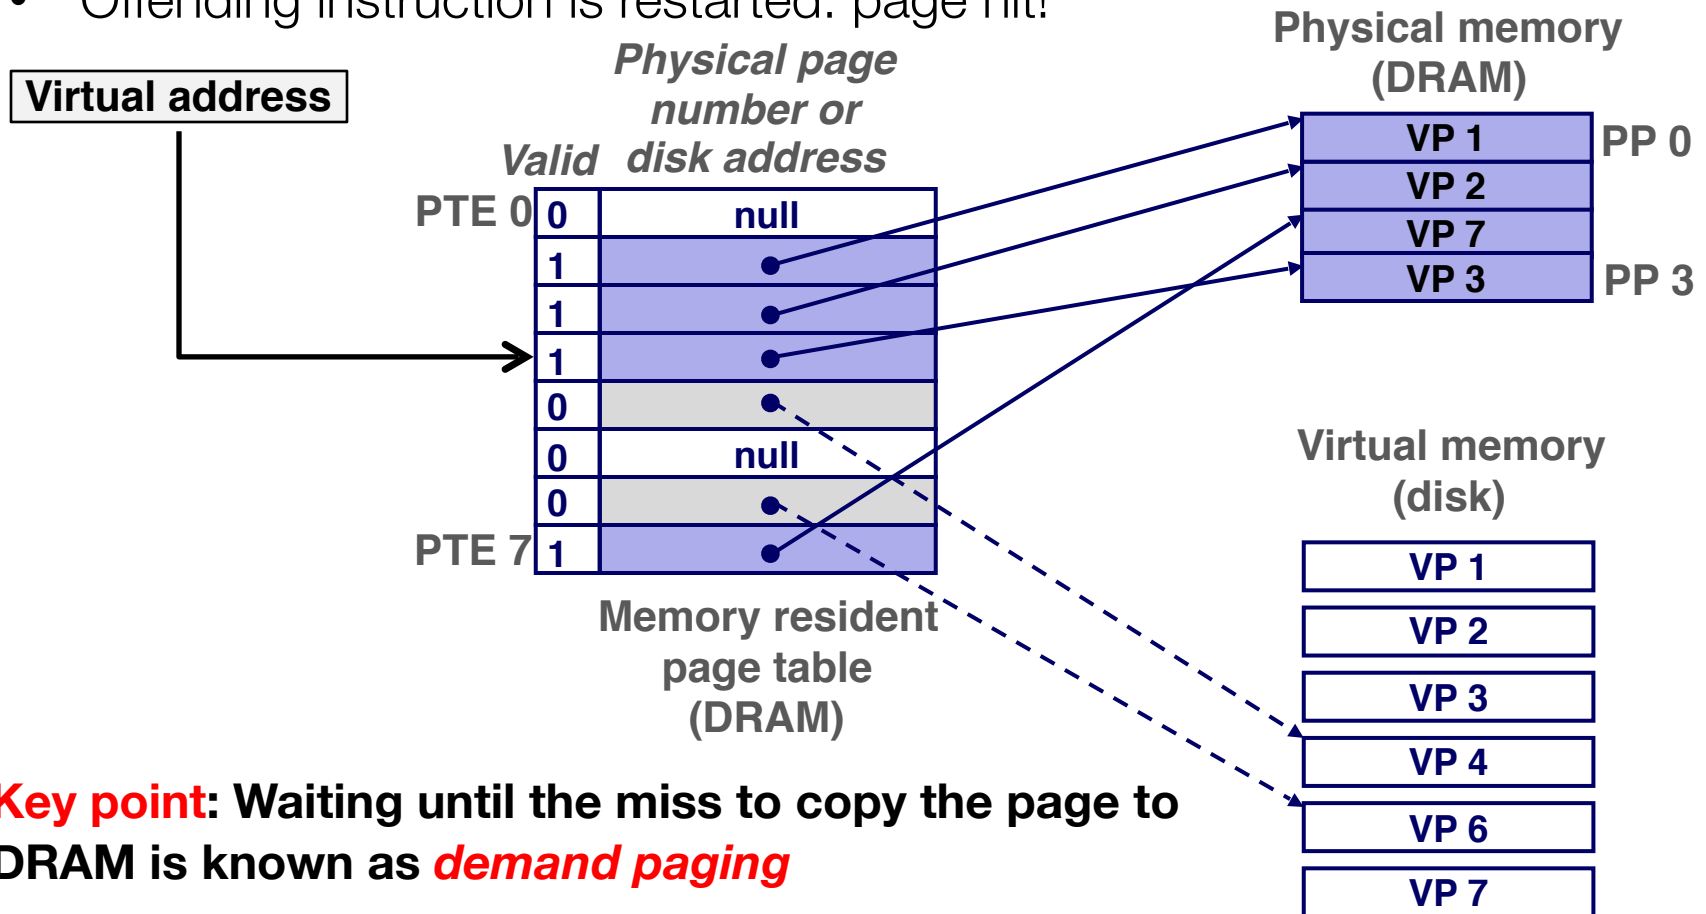 • Offending instruction is restarted: page hit!
Virtual address
Physical page
number or
disk address
Valid
PTE 0
0 null
1
1
1
0
0 null
0
PTE 7
1
Memory resident
page table
(DRAM)
Physical memory
(DRAM)
VP 1 PP 0
VP 2
VP 7
VP 3 PP 3
Virtual memory
(disk)
VP 1
VP 2
VP 3
VP 4
VP 6
VP 7
Key point: Waiting until the miss to copy the page to
DRAM is known as demand paging